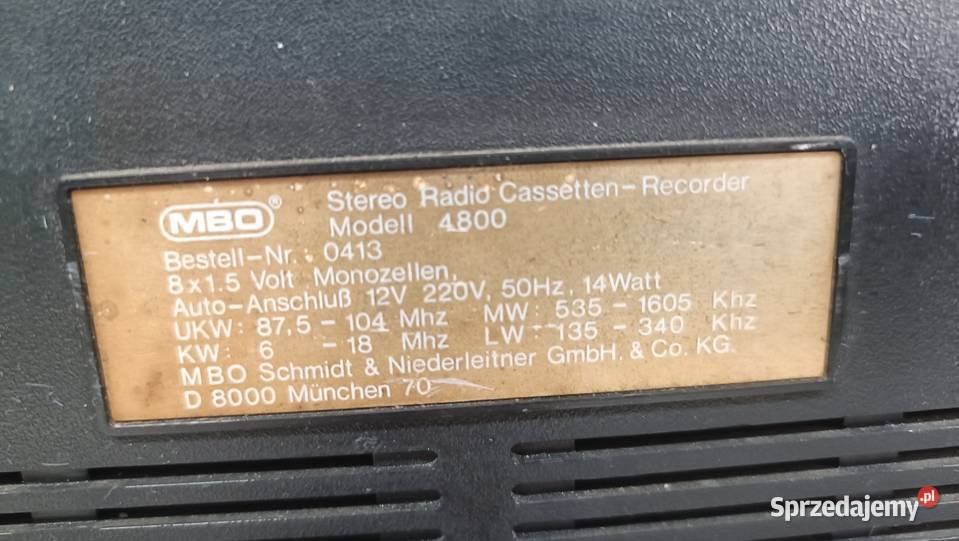 MBO® Stereo Radio Cassetten-Recorder
Modell 4800
Bestell-Nr.: 0413
8x1.5 Volt Monozellen,
Auto-Anschluß 12V 220V, 50Hz, 14Watt
UKW: 87,5 - 104 Mhz MW: 535 - 1605 Khz
KW: 6 - 18 Mhz LW: 135 - 340 Khz
MBO Schmidt & Niederleitner GmbH. & Co. KG.
D 8000 München 70
Sprzedajemy.pl